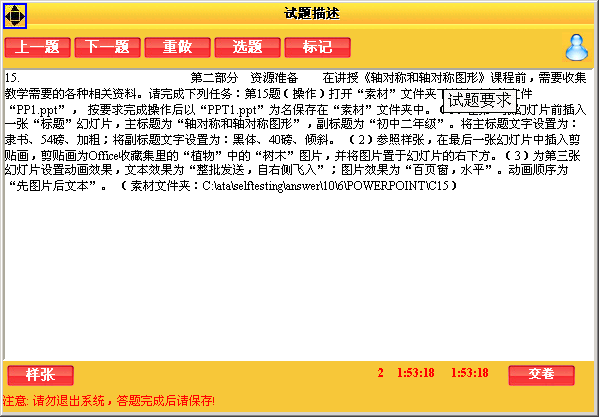 试题描述
上一题 下一题 重做 选题 标记
15. 第二部分 资源准备 在讲授《轴对称和轴对称图形》课程前，需要收集
教学需要的各种相关资料。请完成下列任务：第15题（操作）打开“素材”文件夹下 文件
试题要求
“PP1.ppt”， 按要求完成操作后以“PPT1.ppt”为名保存在“素材”文件夹中。 幻灯片前插入
一张“标题”幻灯片，主标题为“轴对称和轴对称图形”，副标题为“初中二年级”。将主标题文字设置为：
隶书、54磅、加粗；将副标题文字设置为：黑体、40磅、倾斜。（2）参照样张，在最后一张幻灯片中插入剪
贴画，剪贴画为Office收藏集里的“植物”中的“树木”图片，并将图片置于幻灯片的右下方。（3）为第三张
幻灯片设置动画效果，文本效果为“整批发送，自右侧飞入”；图片效果为“百页窗，水平”。动画顺序为
“先图片后文本”。 （素材文件夹：C:\ata\selftesting\answer\10\6\POWERPOINT\C15）
样张 2 1:53:18 1:53:18 交卷
注意: 请勿退出系统，答题完成后请保存!